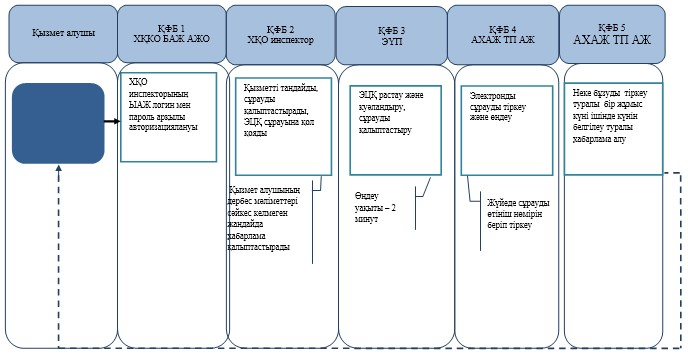 Қызмет алушы
ҚФБ 1
ХҚКО БАЖ АЖО
ҚФБ 2
ХҚО инспектор
ҚФБ 3
ЭҮП
ҚФБ 4
АХАЖ ТП АЖ
ҚФБ 5
АХАЖ ТП АЖ
ХҚО
инспекторының
ЫАЖ логин мен
пароль арқылы
авторизациялануы
Қызметті таңдайды,
сұрауды
қалыптастырады,
ЭЦҚ сұрауына қол
қояды
ЭЦҚ растау және
куәландыру,
сұрауды
қалыптастыру
Электронды
сұрауды тіркеу
және өңдеу
Неке бұзуды тіркеу
туралы бір жұмыс
күні ішінде күнін
белгілеу туралы
хабарлама алу
Қызмет алушының
дербес мәліметтері
сәйкес келмеген
жағдайда
хабарлама
қалыптастырады
Өңдеу
уақыты – 2
минут
Жүйеде сұрауды
өтініш нөмірін
беріп тіркеу